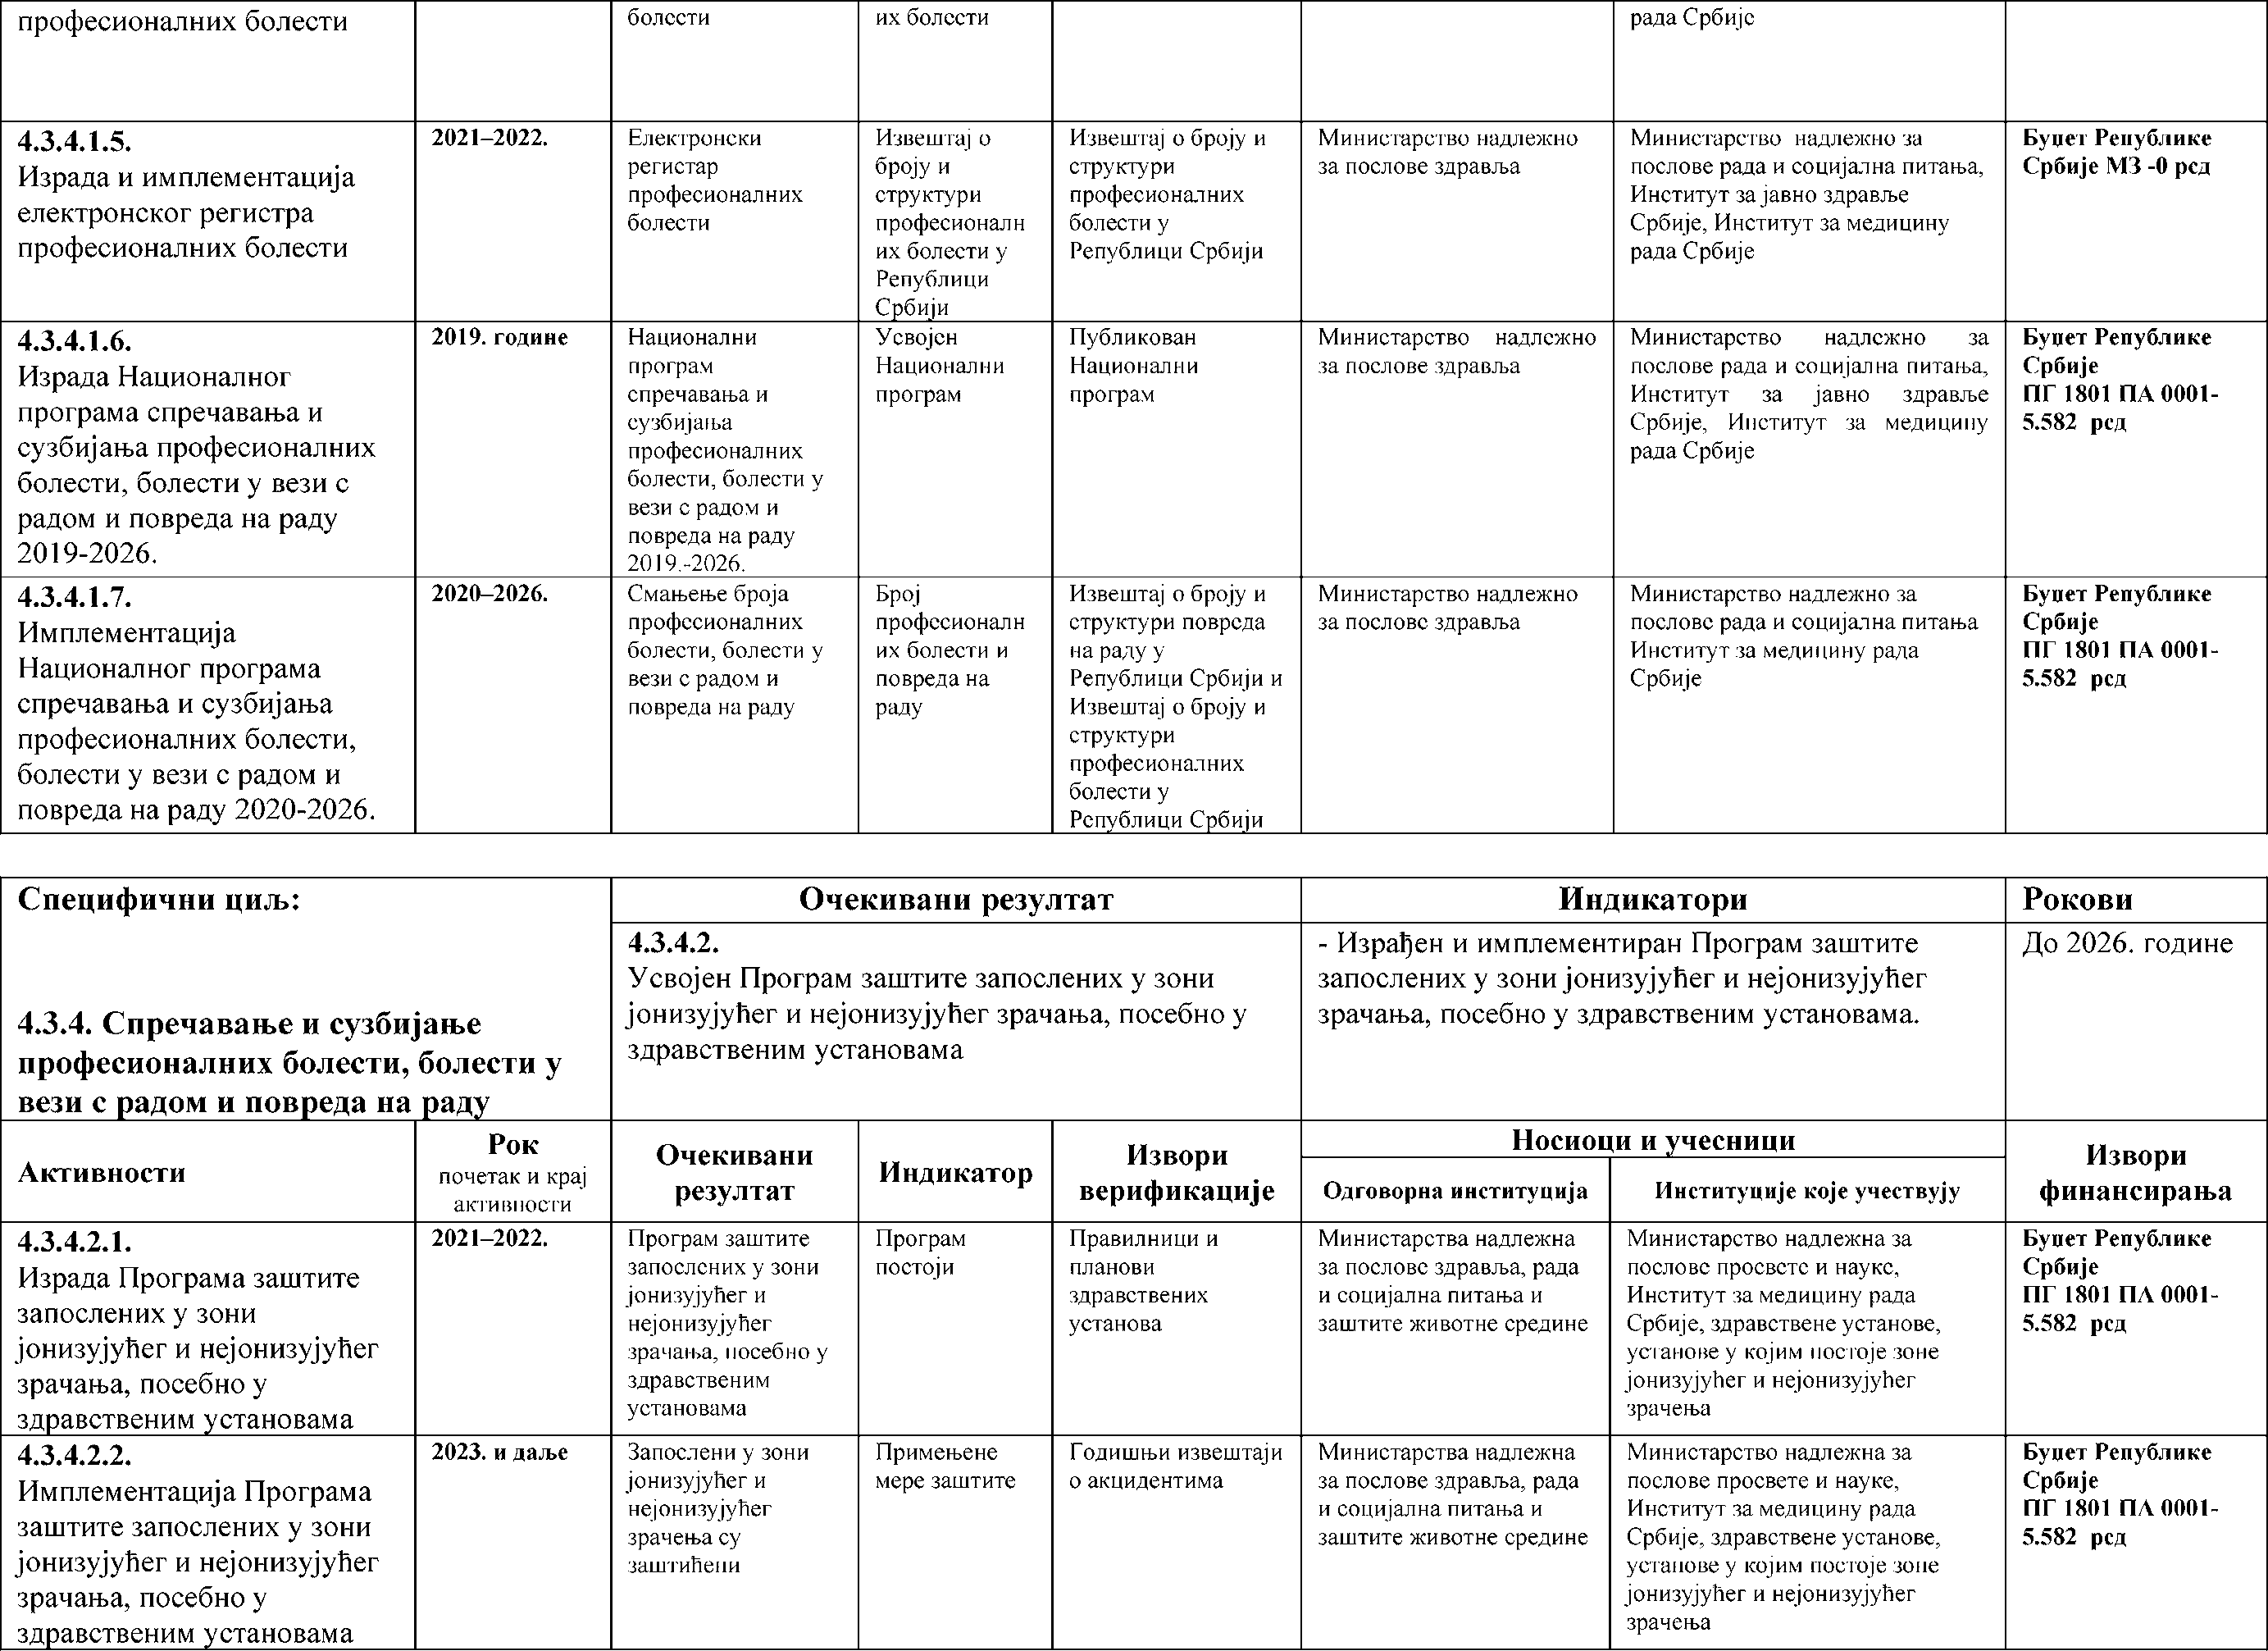 професионалних болести
болести
их болести
рада Србије
4.3.4.1.5.
Израда и имплементација
електронског регистра
професионалних болести
2021–2022.
Електронски
регистар
професионалних
болести
Извештај о
броју и
структури
професионалн
их болести у
Републици
Србији
Извештај о броју и
структури
професионалних
болести у
Републици Србији
Министарство надлежно
за послове здравља
Министарство надлежно за
послове рада и социјална питања,
Институт за јавно здравље
Србије, Институт за медицину
рада Србије
Буџет Републике
Србије МЗ -0 рсд
4.3.4.1.6.
Израда Националног
програма спречавања и
сузбијања професионалних
болести, болести у вези с
радом и повреда на раду
2019-2026.
2019. године
Национални
програм
спречавања и
сузбијања
професионалних
болести, болести у
вези с радом и
повреда на раду
2019.-2026.
Усвојен
Национални
програм
Публикован
Национални
програм
Министарство надлежно
за послове здравља
Министарство надлежно за
послове рада и социјална питања,
Институт за јавно здравље
Србије, Институт за медицину
рада Србије
Буџет Републике
Србије
ПГ 1801 ПА 0001-
5.582 рсд
4.3.4.1.7.
Имплементација
Националног програма
спречавања и сузбијања
професионалних болести,
болести у вези с радом и
повреда на раду 2020-2026.
2020–2026.
Смањење броја
професионалних
болести, болести у
вези с радом и
повреда на раду
Број
професионалн
их болести и
повреда на
раду
Извештај о броју и
структури повреда
на раду у
Републици Србији и
Извештај о броју и
структури
професионалних
болести у
Републици Србији
Министарство надлежно
за послове здравља
Министарство надлежно за
послове рада и социјална питања
Институт за медицину рада
Србије
Буџет Републике
Србије
ПГ 1801 ПА 0001-
5.582 рсд
Специфични циљ:
4.3.4. Спречавање и сузбијање
професионалних болести, болести у
вези с радом и повреда на раду
Очекивани резултат
4.3.4.2.
Усвојен Програм заштите запослених у зони
јонизујућег и нејонизујућег зрачања, посебно у
здравственим установама
Индикатори
- Израђен и имплементиран Програм заштите
запослених у зони јонизујућег и нејонизујућег
зрачања, посебно у здравственим установама.
Рокови
До 2026. године
Активности
Рок
почетак и крај
активности
Очекивани
резултат
Индикатор
Извори
верификације
Носиоци и учесници
Одговорна институција
Институције које учествују
Извори
финансирања
4.3.4.2.1.
Израда Програма заштите
запослених у зони
јонизујућег и нејонизујућег
зрачања, посебно у
здравственим установама
2021–2022.
Програм заштите
запослених у зони
јонизујућег и
нејонизујућег
зрачања, посебно у
здравственим
установама
Програм
постоји
Правилници и
планови
здравствених
установа
Министарства надлежна
за послове здравља, рада
и социјална питања и
заштите животне средине
Министарство надлежна за
послове просвете и науке,
Институт за медицину рада
Србије, здравствене установе,
установе у којим постоје зоне
јонизујућег и нејонизујућег
зрачења
Буџет Републике
Србије
ПГ 1801 ПА 0001-
5.582 рсд
4.3.4.2.2.
Имплементација Програма
заштите запослених у зони
јонизујућег и нејонизујућег
зрачања, посебно у
здравственим установама
2023. и даље
Запослени у зони
јонизујућег и
нејонизујућег
зрачења су
заштићени
Примењене
мере заштите
Годишњи извештаји
о акцидентима
Министарства надлежна
за послове здравља, рада
и социјална питања и
заштите животне средине
Министарство надлежна за
послове просвете и науке,
Институт за медицину рада
Србије, здравствене установе,
установе у којим постоје зоне
јонизујућег и нејонизујућег
зрачења
Буџет Републике
Србије
ПГ 1801 ПА 0001-
5.582 рсд